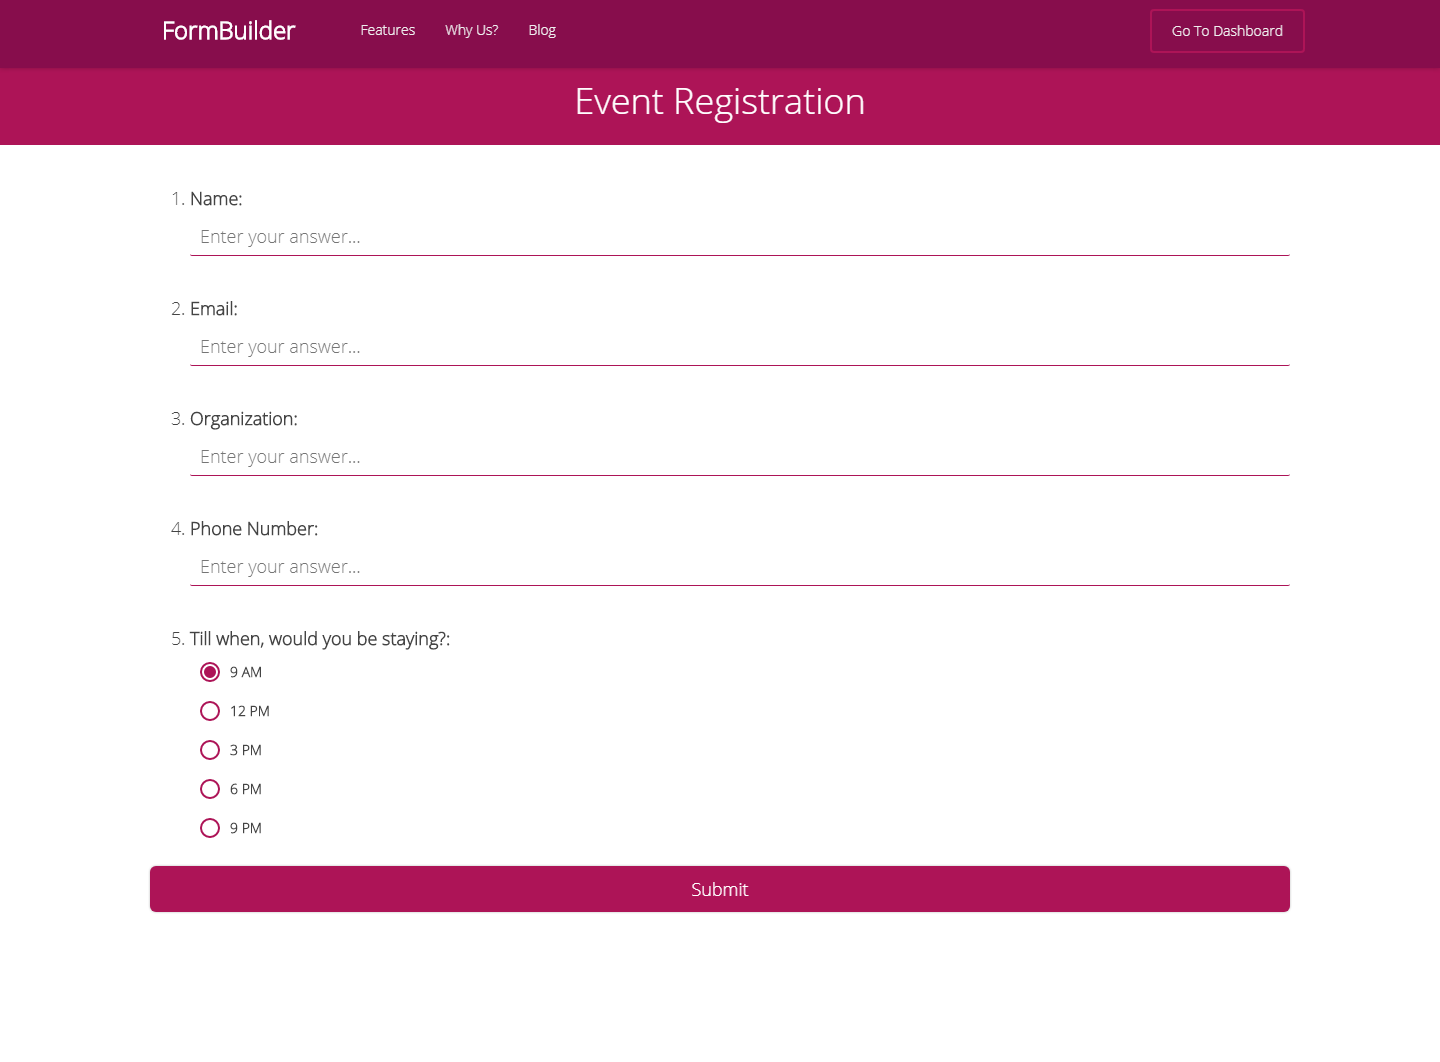 FormBuilder Features Why Us? Blog Go To Dashboard
Event Registration
1. Name:
Enter your answer...
2. Email:
Enter your answer...
3. Organization:
Enter your answer...
4. Phone Number:
Enter your answer...
5. Till when, would you be staying?:
9 AM
12 PM
3 PM
6 PM
9 PM
Submit